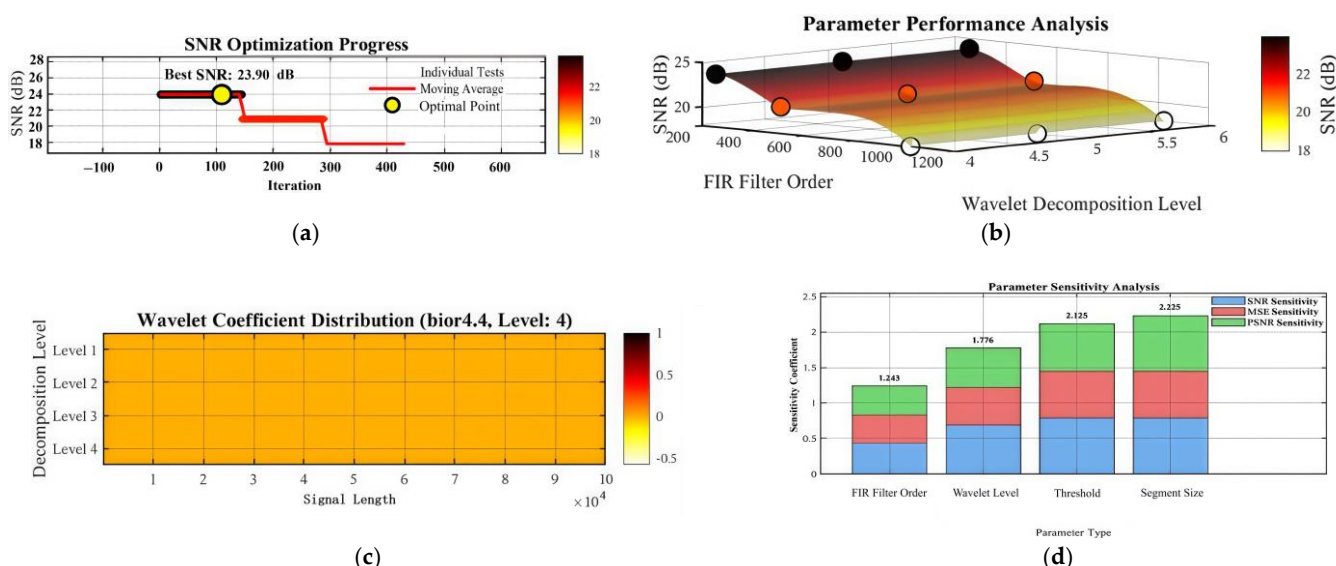 SNR Optimization Progress
SNR (dB)
28
26
24
22
20
18
Best SNR: 23.90 dB
Individual Tests
Moving Average
Optimal Point
−100
0
100
200
300
400
500
600
Iteration
22
20
18
(a)
Parameter Performance Analysis
SNR (dB)
25
20
200
400
600
800
1000
1200
FIR Filter Order
4
4.5
5
5.5
6
Wavelet Decomposition Level
22
20
18
SNR (dB)
(b)
Wavelet Coefficient Distribution (bior4.4, Level: 4)
Decomposition Level
Level 1
Level 2
Level 3
Level 4
1
2
3
4
5
6
7
8
9
10
×10⁴
Signal Length
1
0.5
0
-0.5
(c)
Parameter Sensitivity Analysis
Sensitivity Coefficient
2.5
2
1.5
1
0.5
0
1.243
1.776
2.125
2.225
SNR Sensitivity
MSE Sensitivity
PSNR Sensitivity
FIR Filter Order
Wavelet Level
Threshold
Segment Size
Parameter Type
(d)